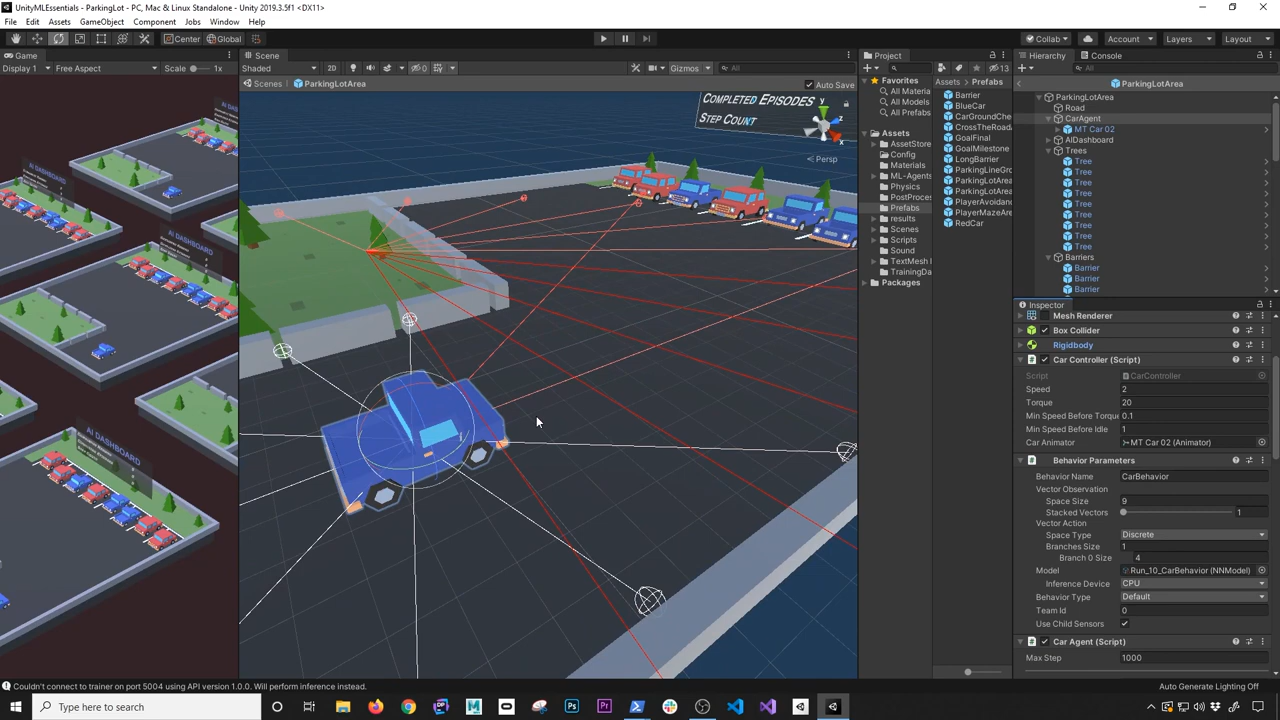 UnityMLEssentials - ParkingLot - PC, Mac & Linux Standalone - Unity 2019.3.5f1 <DX11>
File Edit Assets GameObject Component Jobs Window Help
Center Global Collab Account Layers Layout
Game Scene Project Hierarchy Console
Display 1 Free Aspect Scale 1x Shaded 2D 0 Gizmos All 13 All
Scenes ParkingLotArea Auto Save
Assets Prefabs
ParkingLotArea
COMPLETED EPISODES
STEP COUNT
y
z
x
Persp
AI DASHBOARD
AI DASHBOARD
AI DASHBOARD
Favorites
All Materia
All Models
All Prefabs
Assets
AssetStore
Config
Materials
ML-Agents
Physics
PostProces
Prefabs
results
Scenes
Scripts
Sound
TextMesh
TrainingDa
Packages
Barrier
BlueCar
CarGroundChe
CrossTheRoad
GoalFinal
GoalMilestone
LongBarrier
ParkingLineGro
ParkingLotArea
ParkingLotArea
PlayerAvoidanc
PlayerMazeAre
RedCar
ParkingLotArea
Road
CarAgent
MT Car 02
AIDashboard
Trees
Tree
Tree
Tree
Tree
Tree
Tree
Tree
Tree
Tree
Barriers
Barrier
Barrier
Barrier
Inspector
Mesh Renderer
Box Collider
Rigidbody
Car Controller (Script)
Script CarController
Speed 2
Torque 20
Min Speed Before Torque 0.1
Min Speed Before Idle 1
Car Animator MT Car 02 (Animator)
Behavior Parameters
Behavior Name CarBehavior
Vector Observation
Space Size 9
Stacked Vectors 1
Vector Action
Space Type Discrete
Branches Size 1
Branch 0 Size 4
Model Run_10_CarBehavior (NNModel)
Inference Device CPU
Behavior Type Default
Team Id 0
Use Child Sensors
Car Agent (Script)
Max Step 1000
Couldn't connect to trainer on port 5004 using API version 1.0.0. Will perform inference instead.
Auto Generate Lighting Off
Type here to search